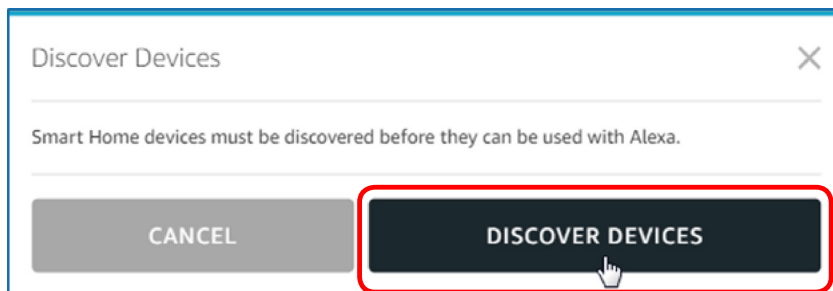 Discover Devices
Smart Home devices must be discovered before they can be used with Alexa.
CANCEL
DISCOVER DEVICES